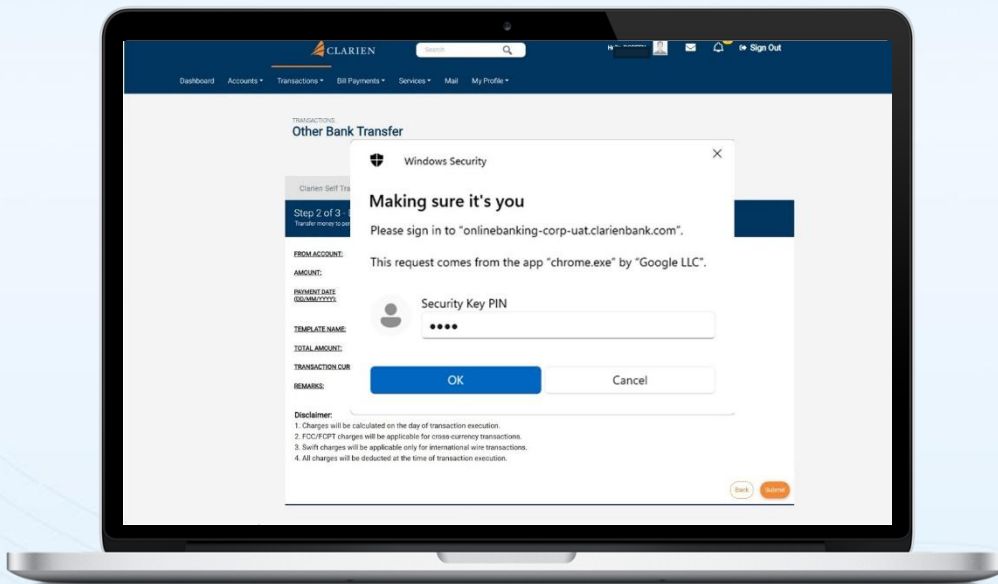 CLARIEN
Search
Sign Out
Dashboard Accounts Transactions Bill Payments Services Mail My Profile
TRANSACTIONS
Other Bank Transfer
Windows Security
Clarien Self Tra
Making sure it's you
Step 2 of 3 -
Transfer money to per
Please sign in to "onlinebanking-corp-uat.clarienbank.com".
This request comes from the app "chrome.exe" by "Google LLC".
FROM ACCOUNT:
AMOUNT:
PAYMENT DATE
(DD/MM/YYYY):
Security Key PIN
TEMPLATE NAME:
TOTAL AMOUNT:
TRANSACTION CUR
REMARKS:
OK Cancel
Disclaimer:
1. Charges will be calculated on the day of transaction execution.
2. FCC/FCPT charges will be applicable for cross-currency transactions.
3. Swift charges will be applicable only for international wire transactions.
4. All charges will be deducted at the time of transaction execution.
Back Submit